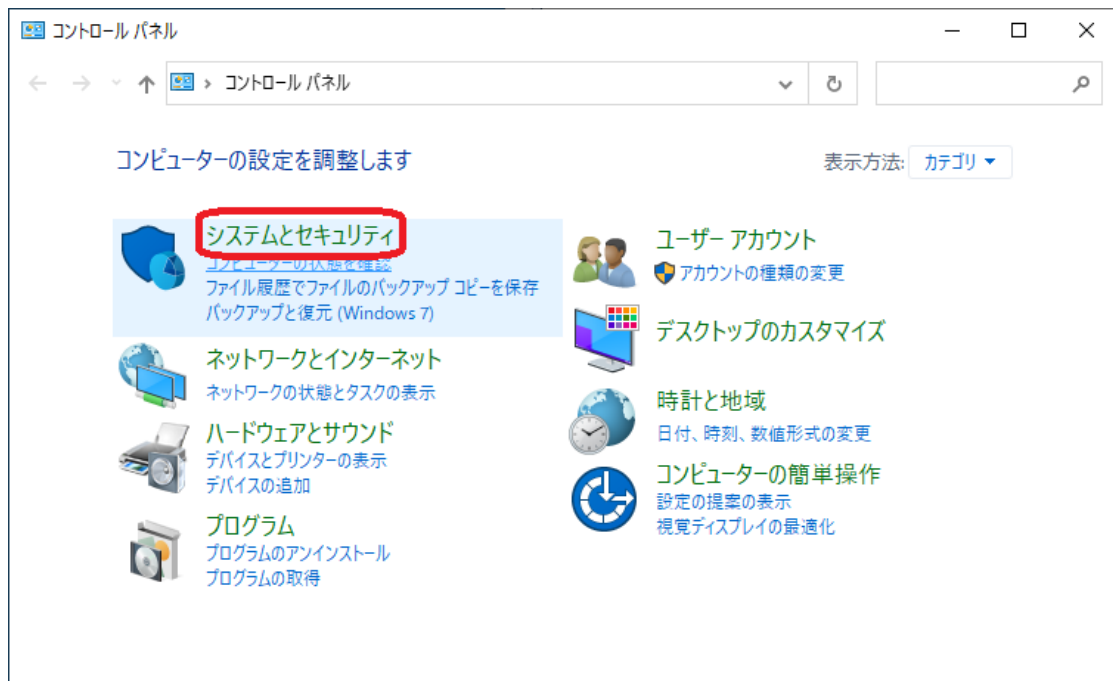 コントロール パネル
コントロール パネル
コンピューターの設定を調整します
表示方法: カテゴリ
システムとセキュリティ
コンピューターの状態を確認
ファイル履歴でファイルのバックアップ コピーを保存
バックアップと復元 (Windows 7)
ネットワークとインターネット
ネットワークの状態とタスクの表示
ハードウェアとサウンド
デバイスとプリンターの表示
デバイスの追加
プログラム
プログラムのアンインストール
プログラムの取得
ユーザー アカウント
アカウントの種類の変更
デスクトップのカスタマイズ
時計と地域
日付、時刻、数値形式の変更
コンピューターの簡単操作
設定の提案の表示
視覚ディスプレイの最適化